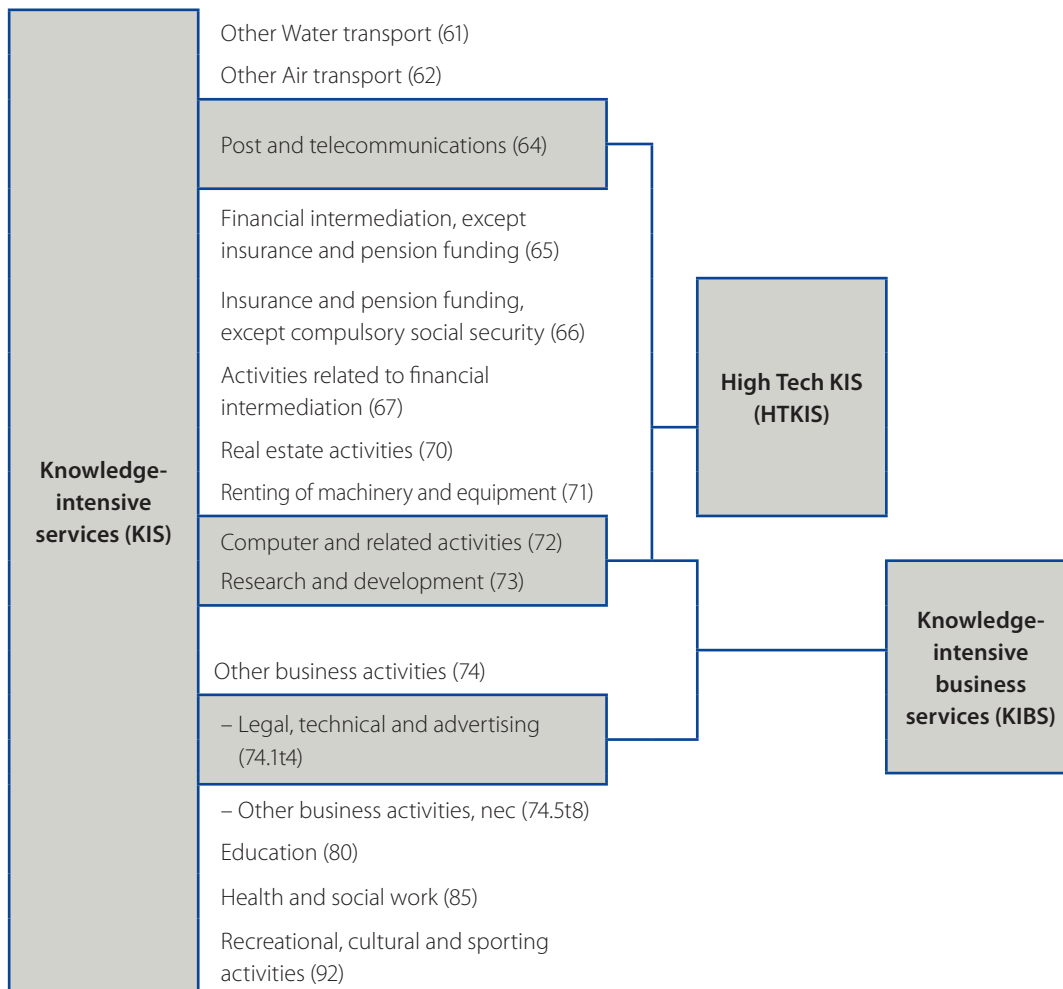 Knowledge-
intensive
services (KIS)
Other Water transport (61)
Other Air transport (62)
Post and telecommunications (64)
Financial intermediation, except
insurance and pension funding (65)
Insurance and pension funding,
except compulsory social security (66)
Activities related to financial
intermediation (67)
Real estate activities (70)
Renting of machinery and equipment (71)
Computer and related activities (72)
Research and development (73)
Other business activities (74)
– Legal, technical and advertising
(74.1t4)
– Other business activities, nec (74.5t8)
Education (80)
Health and social work (85)
Recreational, cultural and sporting
activities (92)
High Tech KIS
(HTKIS)
Knowledge-
intensive
business
services (KIBS)